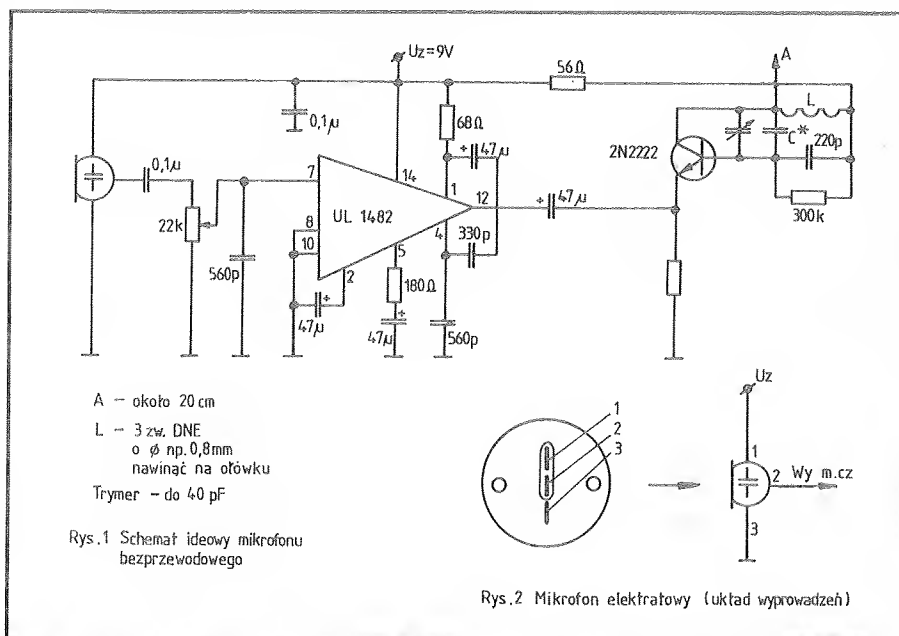 Uz=9V
56Ω
A
L
0,1µ
68Ω
47µ
2N2222
C*
220p
0,1µ
14
1
7
12
47µ
22k
UL 1482
8
4
330p
300k
10
5
560p
2
180Ω
47µ
47µ
560p
A – około 20 cm
L – 3 zw. DNE
o ø np. 0,8mm
nawinąć na ołówku
Trymer – do 40 pF
Rys.1 Schemat ideowy mikrofonu
bezprzewodowego
1
2
3
Uz
1
2
Wy m.cz
3
Rys.2 Mikrofon elektratowy (układ wyprowadzeń)